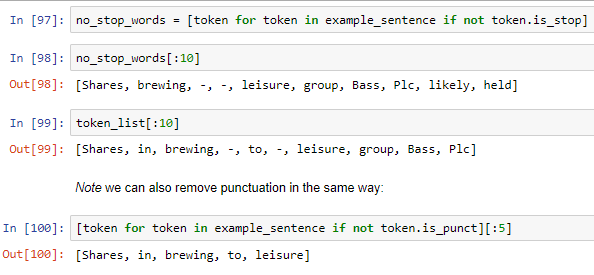 In [97]: no_stop_words = [token for token in example_sentence if not token.is_stop]
In [98]: no_stop_words[:10]
Out[98]: [Shares, brewing, -, -, leisure, group, Bass, Plc, likely, held]
In [99]: token_list[:10]
Out[99]: [Shares, in, brewing, -, to, -, leisure, group, Bass, Plc]
Note we can also remove punctuation in the same way:
In [100]: [token for token in example_sentence if not token.is_punct][:5]
Out[100]: [Shares, in, brewing, to, leisure]